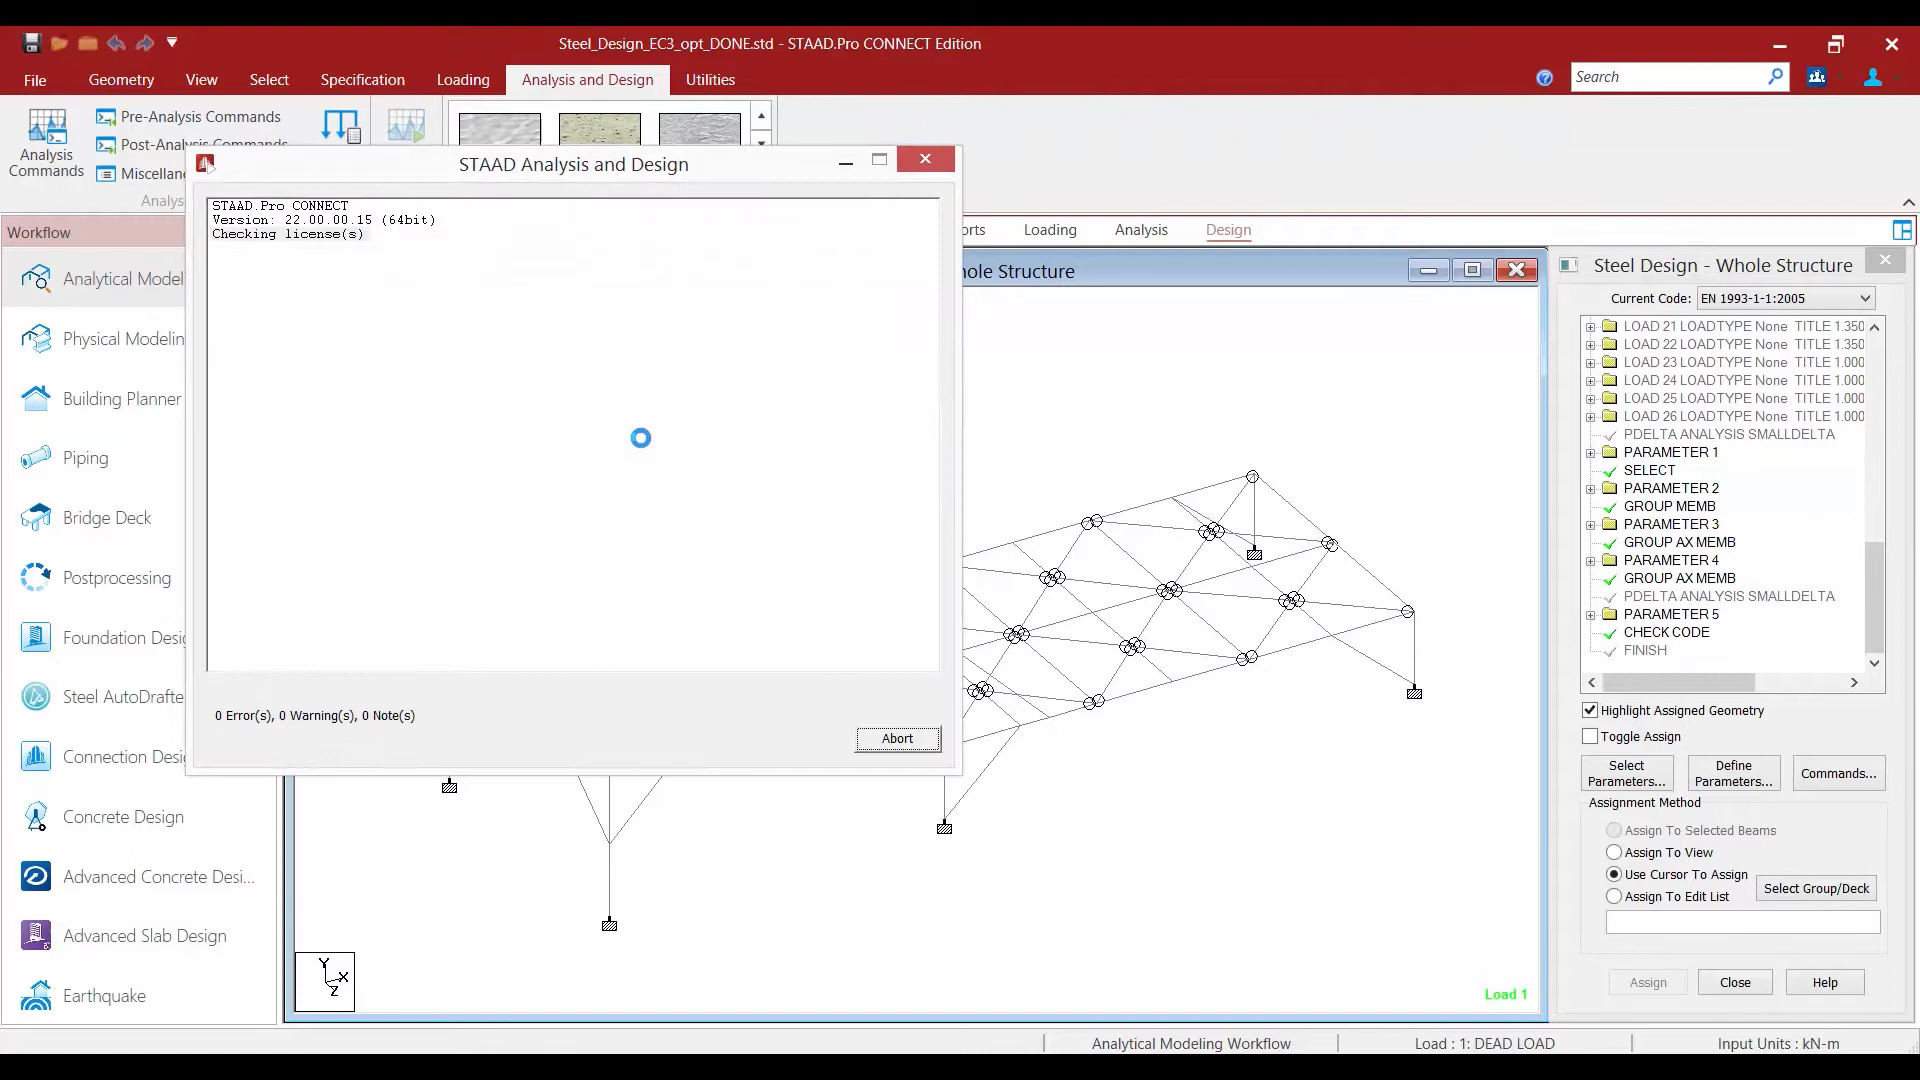 Steel_Design_EC3_opt_DONE.std - STAAD.Pro CONNECT Edition
File
Geometry
View
Select
Specification
Loading
Analysis and Design
Utilities
Search
Analysis
Commands
Pre-Analysis Commands
Post-Analysis Commands
Miscellane
Analys
STAAD Analysis and Design
STAAD.Pro CONNECT
Version: 22.00.00.15 (64bit)
Checking license(s)
0 Error(s), 0 Warning(s), 0 Note(s)
Abort
Workflow
Analytical Model
Physical Modelin
Building Planner
Piping
Bridge Deck
Postprocessing
Foundation Desig
Steel AutoDrafte
Connection Desig
Concrete Design
Advanced Concrete Desi...
Advanced Slab Design
Earthquake
orts
Loading
Analysis
Design
hole Structure
Y
X
Z
Load 1
Steel Design - Whole Structure
Current Code:
EN 1993-1-1:2005
LOAD 21 LOADTYPE None TITLE 1.350
LOAD 22 LOADTYPE None TITLE 1.350
LOAD 23 LOADTYPE None TITLE 1.000
LOAD 24 LOADTYPE None TITLE 1.000
LOAD 25 LOADTYPE None TITLE 1.000
LOAD 26 LOADTYPE None TITLE 1.000
PDELTA ANALYSIS SMALLDELTA
PARAMETER 1
SELECT
PARAMETER 2
GROUP MEMB
PARAMETER 3
GROUP AX MEMB
PARAMETER 4
GROUP AX MEMB
PDELTA ANALYSIS SMALLDELTA
PARAMETER 5
CHECK CODE
FINISH
Highlight Assigned Geometry
Toggle Assign
Select
Parameters...
Define
Parameters...
Commands...
Assignment Method
Assign To Selected Beams
Assign To View
Use Cursor To Assign
Assign To Edit List
Select Group/Deck
Assign
Close
Help
Analytical Modeling Workflow
Load : 1: DEAD LOAD
Input Units : kN-m